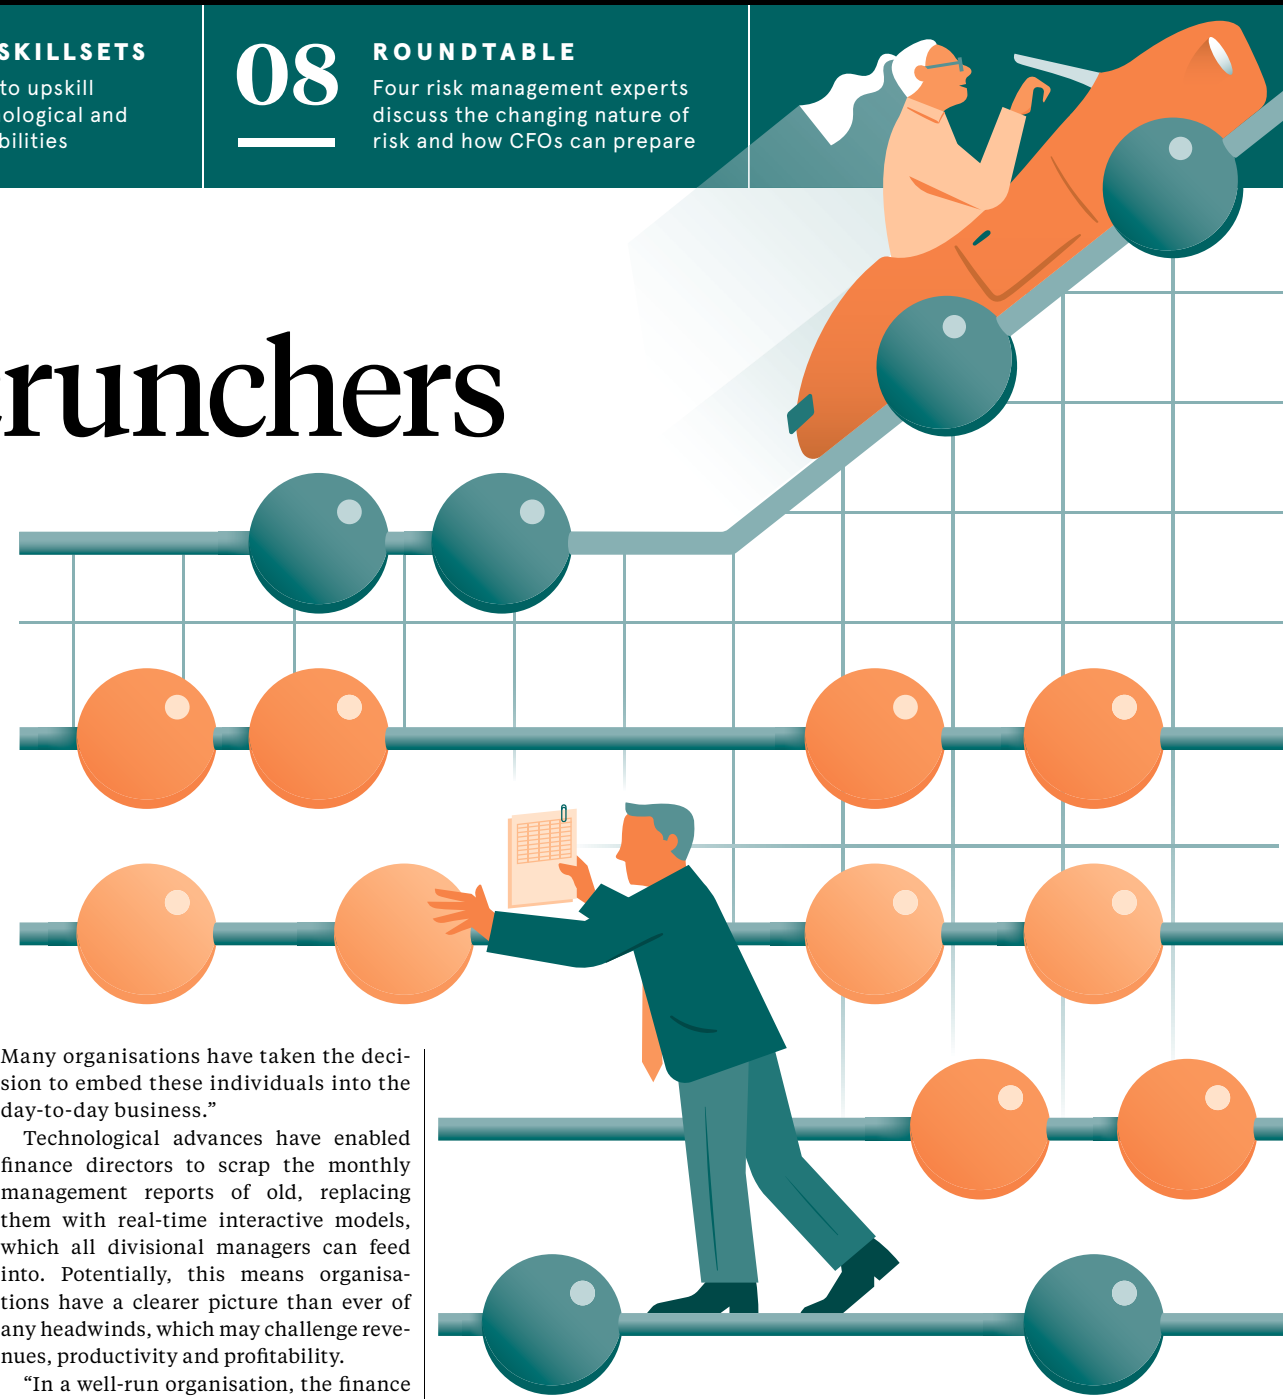 SKILLSETS
to upskill
and
08
ROUNDTABLE
Four risk management experts
discuss the changing nature of
risk and how CFOs can prepare
runchers
Many organisations have taken the deci-
sion to embed these individuals into the
day-to-day business.”
Technological advances have enabled
finance directors to scrap the monthly
management reports of old, replacing
them with real-time interactive models,
which all divisional managers can feed
into. Potentially, this means organisa-
tions have a clearer picture than ever of
any headwinds, which may challenge reve-
nues, productivity and profitability.
“In a well-run organisation, the finance